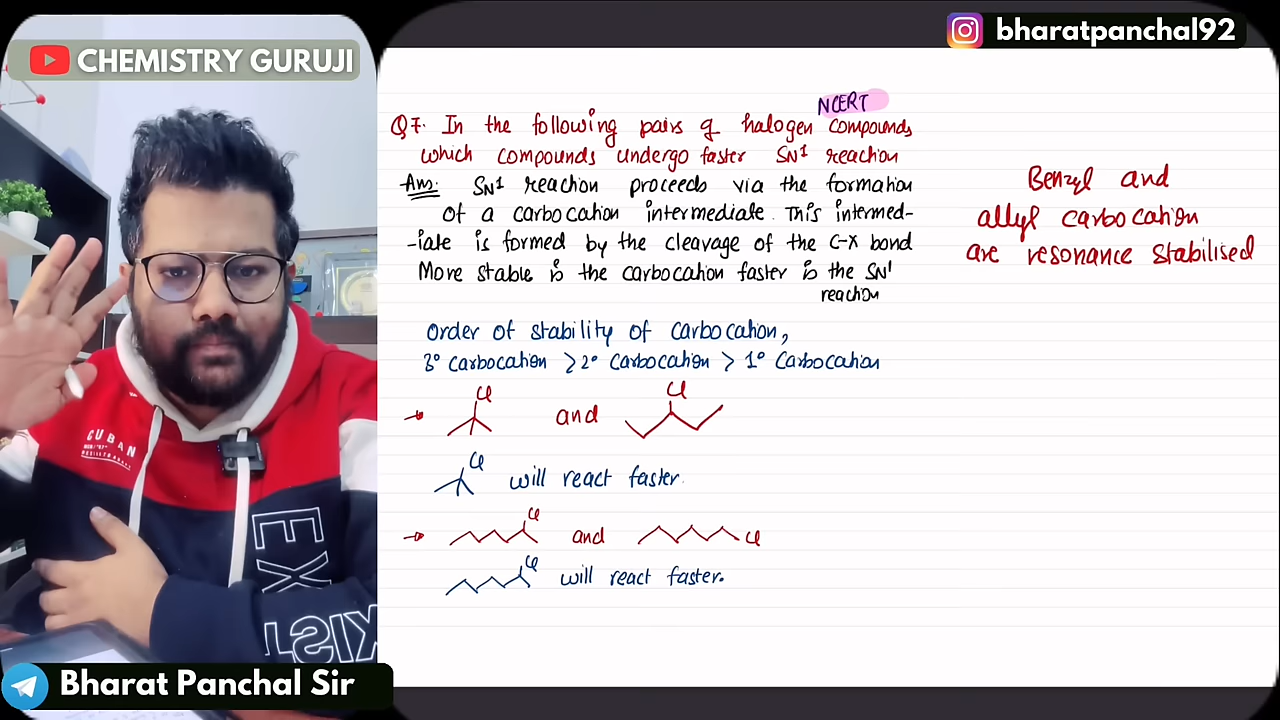 CHEMISTRY GURUJI
bharatpanchal92
NCERT
Q7. In the following pairs of halogen compounds
which compounds undergo faster SN1 reaction
Ans: SN1 reaction proceeds via the formation
of a carbocation intermediate. This intermed-
-iate is formed by the cleavage of the C-X bond
More stable is the carbocation faster is the SN1
reaction
Order of stability of carbocation,
3° Carbocation > 2° Carbocation > 1° Carbocation
Cl
Cl
→ and
Cl
will react faster.
Cl
→ and Cl
Cl
will react faster.
Benzyl and
allyl carbocation
are resonance stabilised
CUBAN
EX
XIST
Bharat Panchal Sir